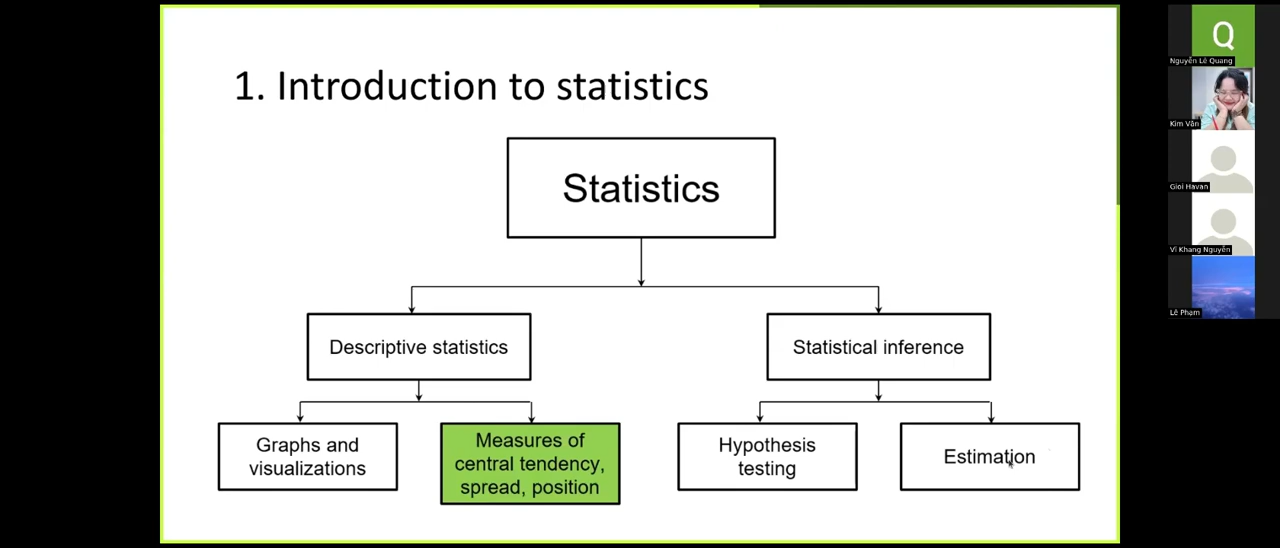 1. Introduction to statistics
Statistics
Descriptive statistics
Statistical inference
Graphs and
visualizations
Measures of
central tendency,
spread, position
Hypothesis
testing
Estimation
Q
Nguyễn Lê Quang
Kim Vân
Gioi Havan
Vĩ Khang Nguyễn
Lê Phạm